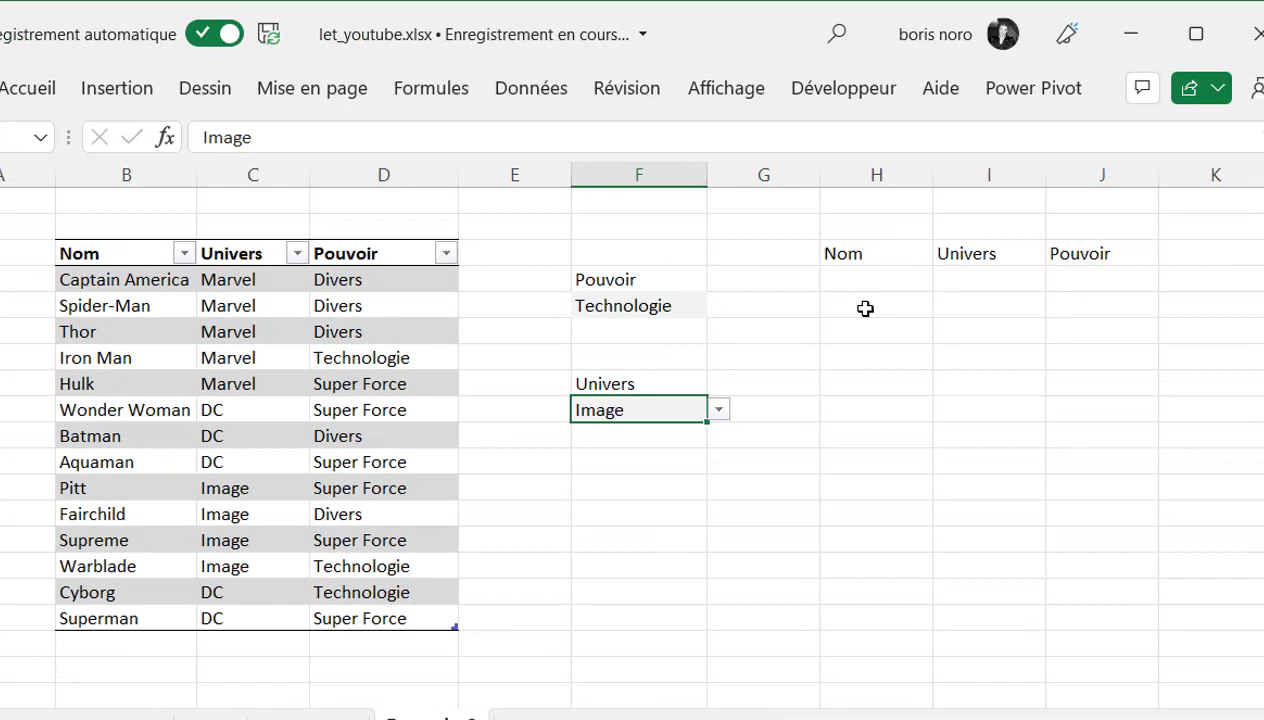 egistrement automatique let_youtube.xlsx • Enregistrement en cours... boris noro
Accueil Insertion Dessin Mise en page Formules Données Révision Affichage Développeur Aide Power Pivot
fx Image
A B C D E F G H I J K
Nom Univers Pouvoir Nom Univers Pouvoir
Captain America Marvel Divers Pouvoir
Spider-Man Marvel Divers Technologie
Thor Marvel Divers
Iron Man Marvel Technologie
Hulk Marvel Super Force Univers
Wonder Woman DC Super Force Image
Batman DC Divers
Aquaman DC Super Force
Pitt Image Super Force
Fairchild Image Divers
Supreme Image Super Force
Warblade Image Technologie
Cyborg DC Technologie
Superman DC Super Force